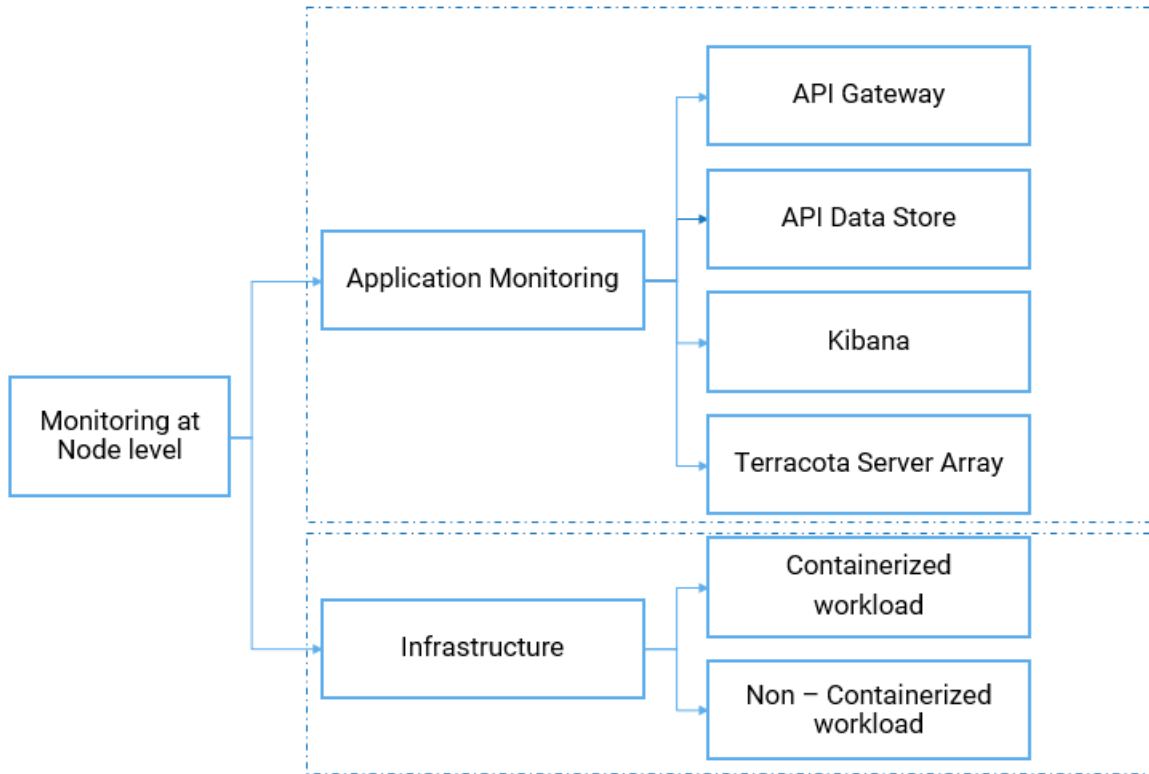 API Gateway
API Data Store
Application Monitoring
Kibana
Monitoring at
Node level
Terracota Server Array
Containerized
workload
Infrastructure
Non – Containerized
workload